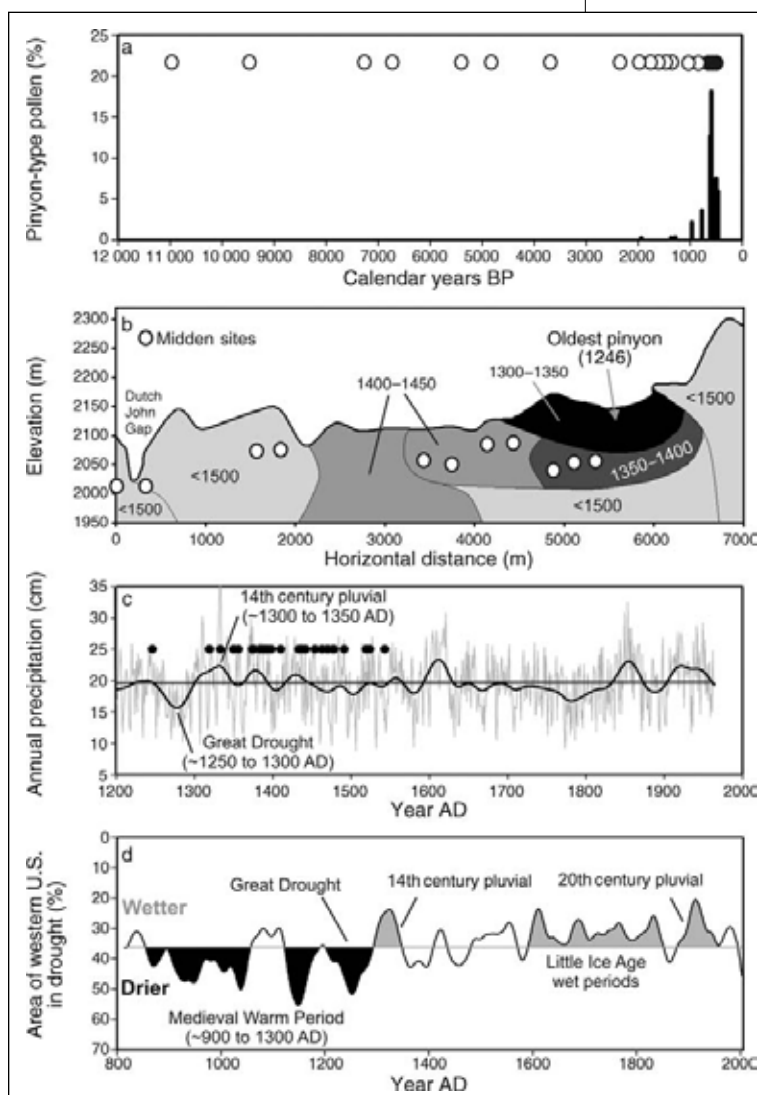 a
Pinyon-type pollen (%)
25
20
15
10
5
0
12 000 11 000 10 000 9000 8000 7000 6000 5000 4000 3000 2000 1000 0
Calendar years BP
b
Midden sites
Oldest pinyon
(1246)
1300–1350
1400–1450
Dutch
John
Gap
<1500
<1500
<1500
<1500
1350–1400
Elevation (m)
2300
2250
2200
2150
2100
2050
2000
1950
0 1000 2000 3000 4000 5000 6000 7000
Horizontal distance (m)
c
14th century pluvial
(~1300 to 1350 AD)
Great Drought
(~1250 to 1300 AD)
Annual precipitation (cm)
35
30
25
20
15
10
5
1200 1300 1400 1500 1600 1700 1800 1900 2000
Year AD
d
Great Drought
14th century pluvial
20th century pluvial
Wetter
Drier
Little Ice Age
wet periods
Medieval Warm Period
(~900 to 1300 AD)
Area of western U.S.
in drought (%)
0
20
30
40
50
60
70
800 1000 1200 1400 1600 1800 2000
Year AD